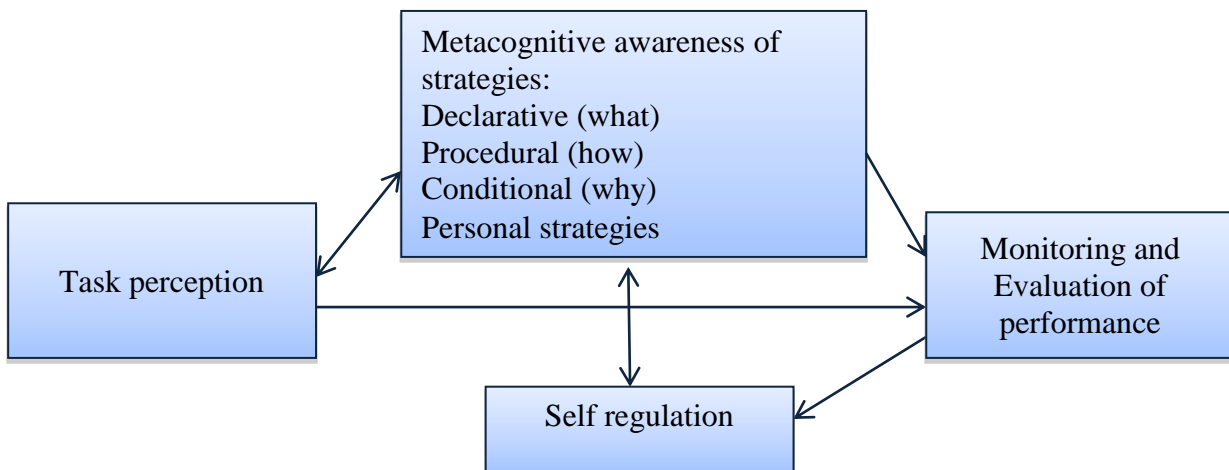 Metacognitive awareness of
strategies:
Declarative (what)
Procedural (how)
Conditional (why)
Personal strategies
Task perception
Monitoring and
Evaluation of
performance
Self regulation